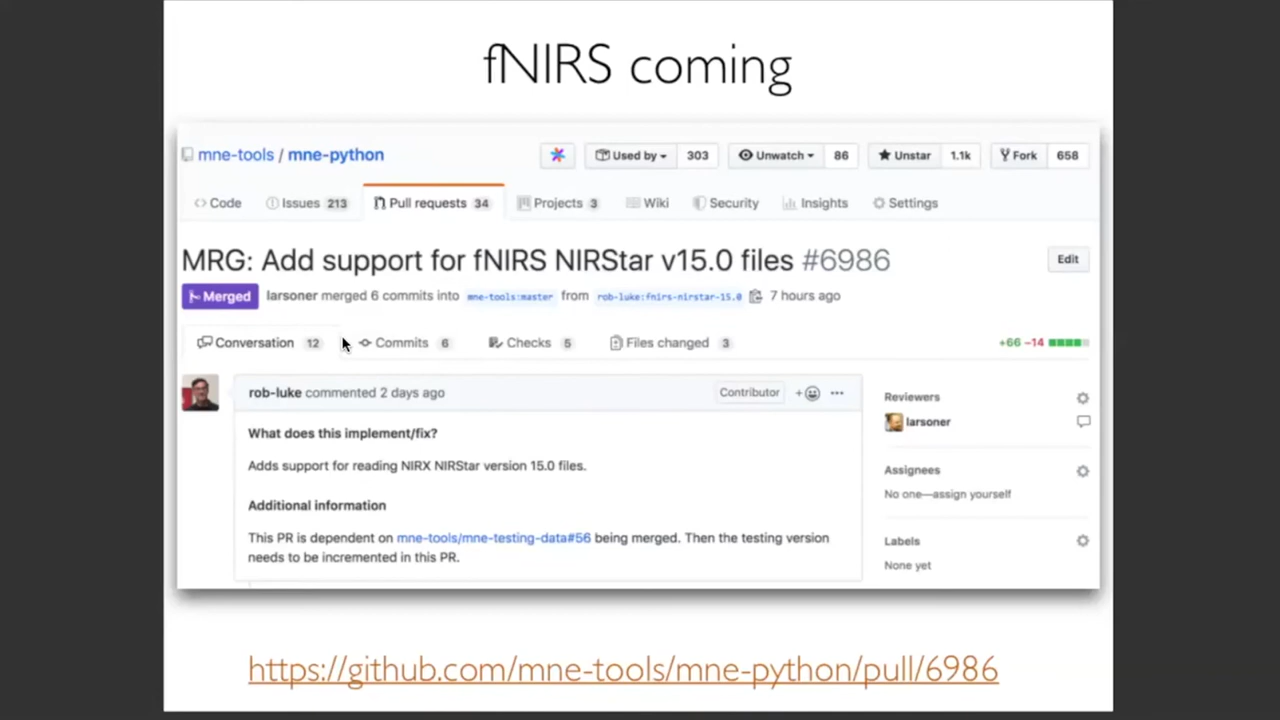 fNIRS coming
mne-tools / mne-python
Used by 303
Unwatch 86
Unstar 1.1k
Fork 658
Code
Issues 213
Pull requests 34
Projects 3
Wiki
Security
Insights
Settings
MRG: Add support for fNIRS NIRStar v15.0 files #6986
Edit
Merged
larsoner merged 6 commits into mne-tools:master from rob-luke:fnirs-nirstar-15.0 7 hours ago
Conversation 12
Commits 6
Checks 5
Files changed 3
+66 −14
rob-luke commented 2 days ago
Contributor
What does this implement/fix?
Adds support for reading NIRX NIRStar version 15.0 files.
Additional information
This PR is dependent on mne-tools/mne-testing-data#56 being merged. Then the testing version
needs to be incremented in this PR.
Reviewers
larsoner
Assignees
No one—assign yourself
Labels
None yet
https://github.com/mne-tools/mne-python/pull/6986